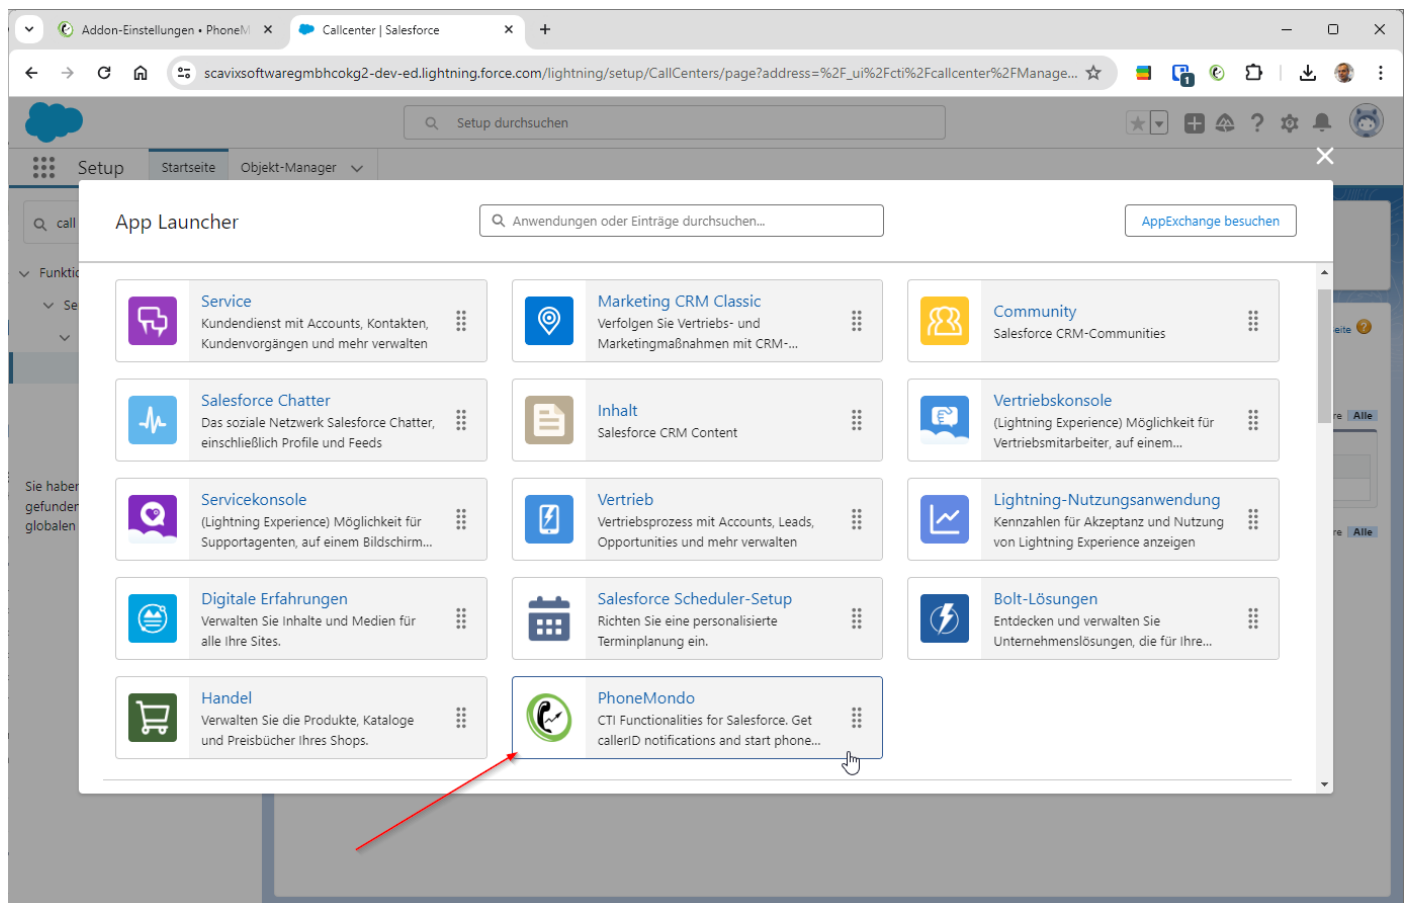 Addon-Einstellungen • PhoneM
Callcenter | Salesforce
scavixsoftwaregmbhcokg2-dev-ed.lightning.force.com/lightning/setup/CallCenters/page?address=%2F_ui%2Fcti%2Fcallcenter%2FManage...
1
Setup durchsuchen
Setup
Startseite
Objekt-Manager
call
App Launcher
Anwendungen oder Einträge durchsuchen...
AppExchange besuchen
Funktio
Se
Service
Kundendienst mit Accounts, Kontakten,
Kundenvorgängen und mehr verwalten
Marketing CRM Classic
Verfolgen Sie Vertriebs- und
Marketingmaßnahmen mit CRM-...
Community
Salesforce CRM-Communities
eite ?
Salesforce Chatter
Das soziale Netzwerk Salesforce Chatter,
einschließlich Profile und Feeds
Inhalt
Salesforce CRM Content
Vertriebskonsole
(Lightning Experience) Möglichkeit für
Vertriebsmitarbeiter, auf einem...
re Alle
Sie haber
gefunder
globalen
Servicekonsole
(Lightning Experience) Möglichkeit für
Supportagenten, auf einem Bildschirm...
Vertrieb
Vertriebsprozess mit Accounts, Leads,
Opportunities und mehr verwalten
Lightning-Nutzungsanwendung
Kennzahlen für Akzeptanz und Nutzung
von Lightning Experience anzeigen
re Alle
Digitale Erfahrungen
Verwalten Sie Inhalte und Medien für
alle Ihre Sites.
Salesforce Scheduler-Setup
Richten Sie eine personalisierte
Terminplanung ein.
Bolt-Lösungen
Entdecken und verwalten Sie
Unternehmenslösungen, die für Ihre...
Handel
Verwalten Sie die Produkte, Kataloge
und Preisbücher Ihres Shops.
PhoneMondo
CTI Functionalities for Salesforce. Get
callerID notifications and start phone...